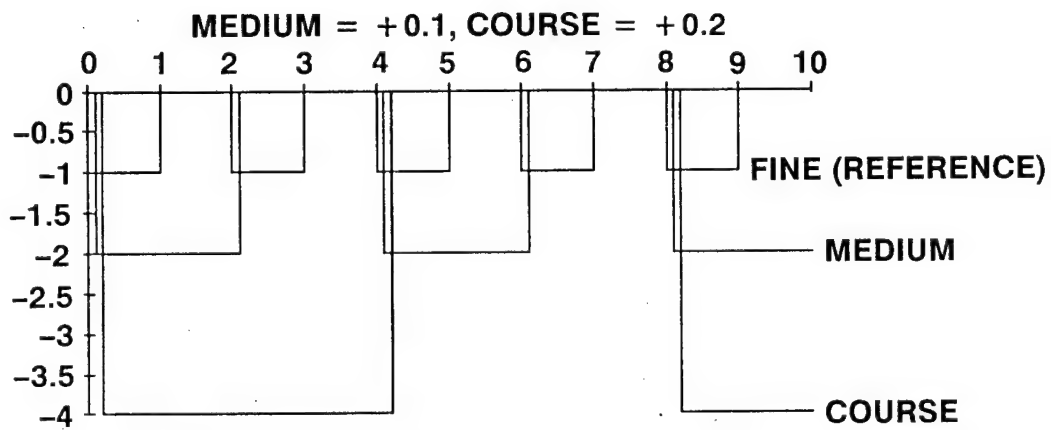 MEDIUM = +0.1, COURSE = +0.2
0 1 2 3 4 5 6 7 8 9 10
0
-0.5
-1
FINE (REFERENCE)
-1.5
-2
MEDIUM
-2.5
-3
-3.5
-4
COURSE